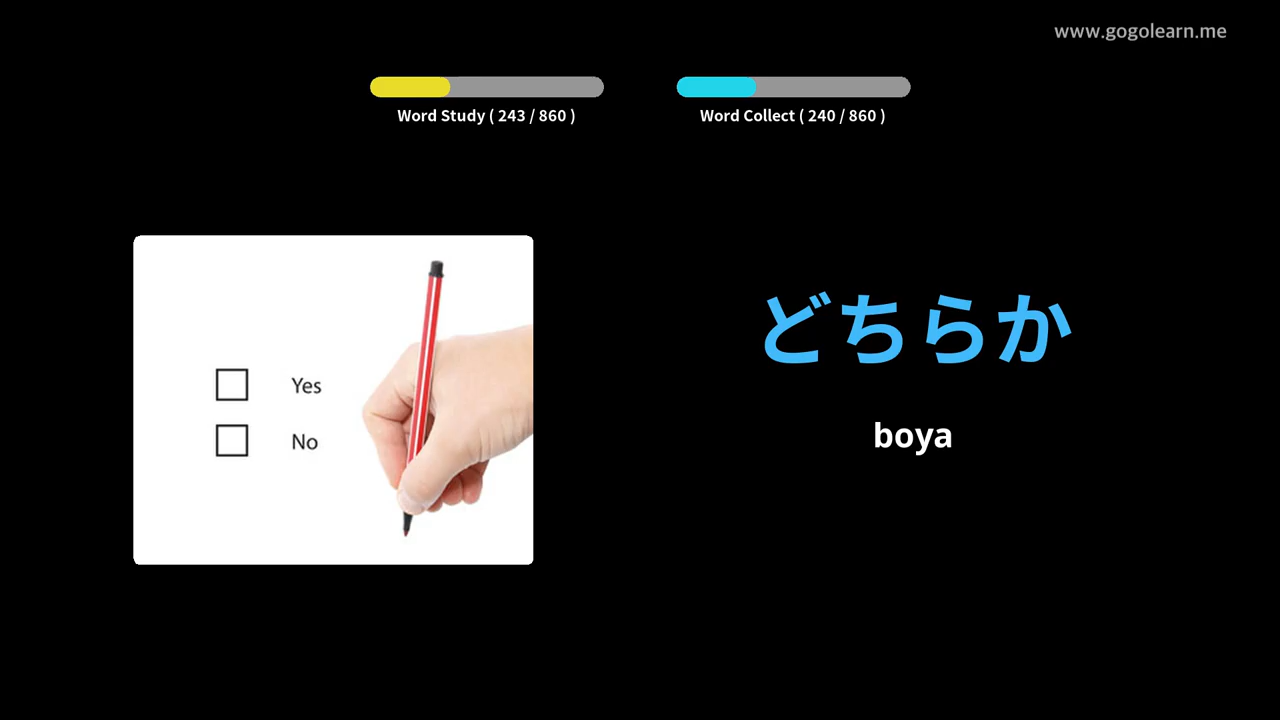 www.gogolearn.me
Word Study ( 243 / 860 )
Word Collect ( 240 / 860 )
Yes
No
どちらか
boya